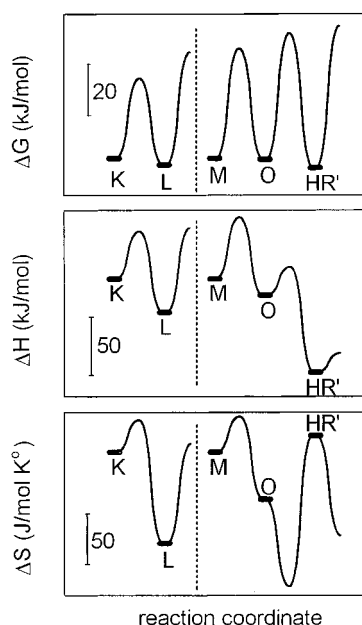 ΔG (kJ/mol)
20
K L M O HR'
ΔH (kJ/mol)
50
K L M O HR'
ΔS (J/mol K°)
50
K L M O HR'
reaction coordinate